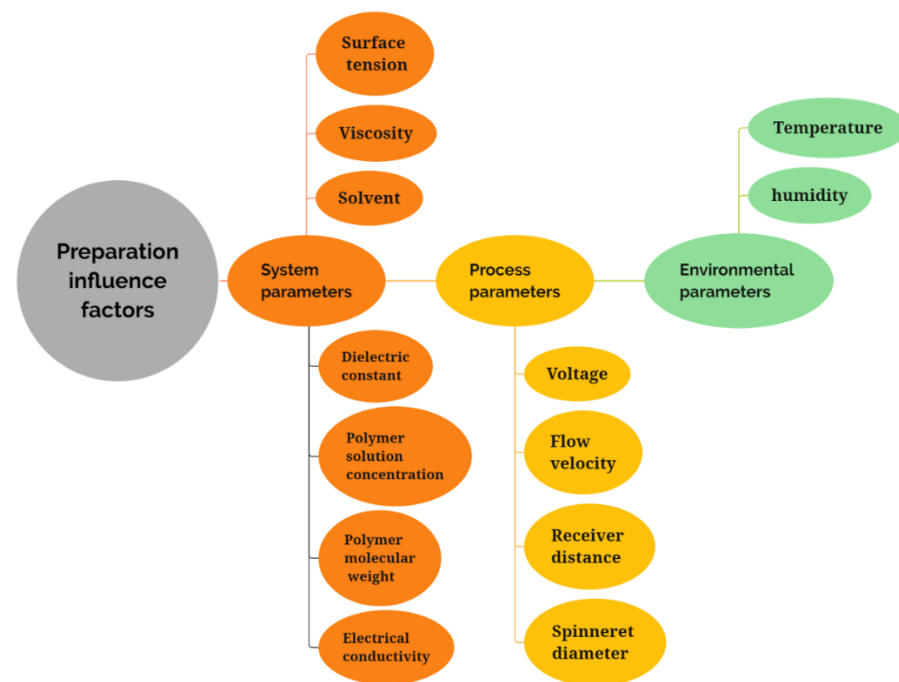 Preparation
influence
factors
System
parameters
Surface
tension
Viscosity
Solvent
Dielectric
constant
Polymer
solution
concentration
Polymer
molecular
weight
Electrical
conductivity
Process
parameters
Voltage
Flow
velocity
Receiver
distance
Spinneret
diameter
Environmental
parameters
Temperature
humidity